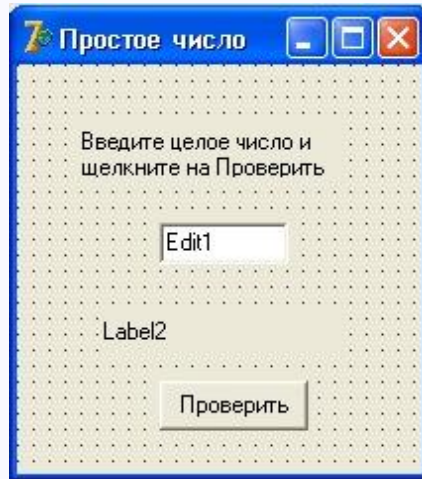 Простое число
Введите целое число и
щелкните на Проверить
Edit1
Label2
Проверить